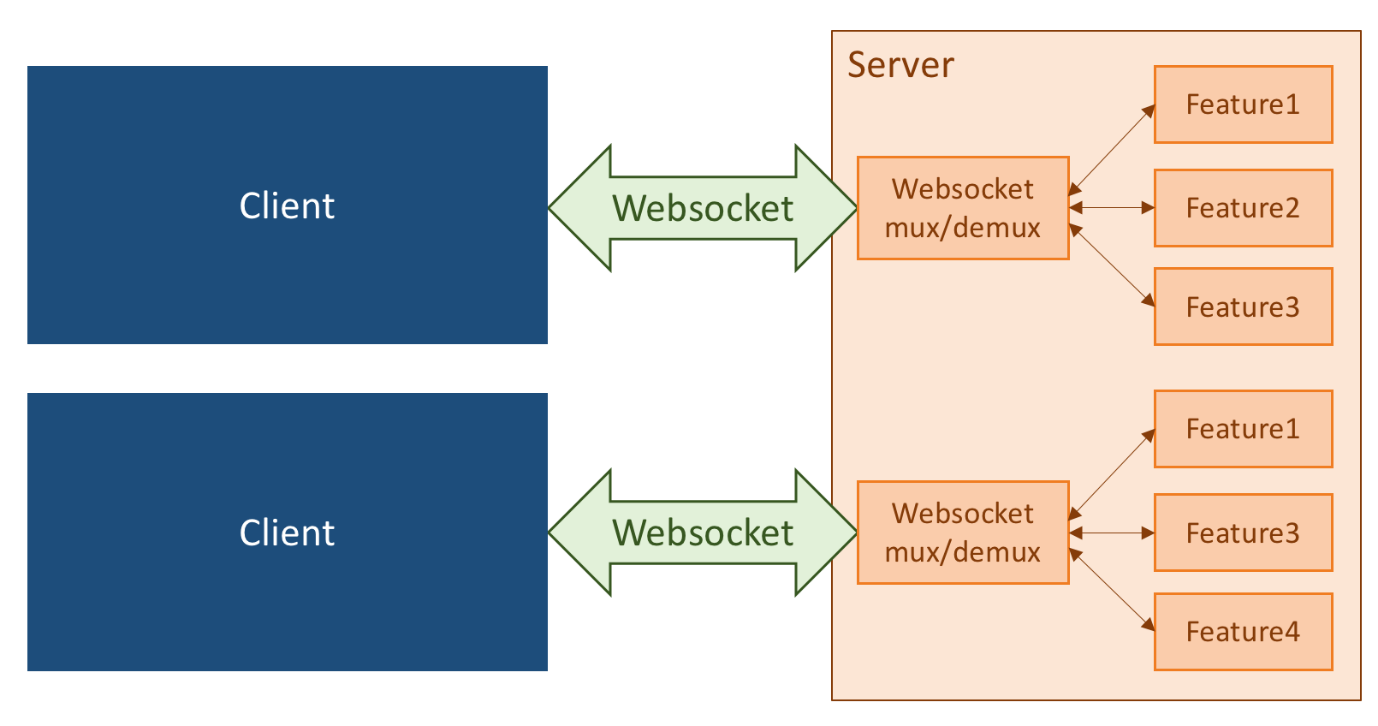 Server
Client
Websocket
Websocket
mux/demux
Feature1
Feature2
Feature3
Client
Websocket
Websocket
mux/demux
Feature1
Feature3
Feature4